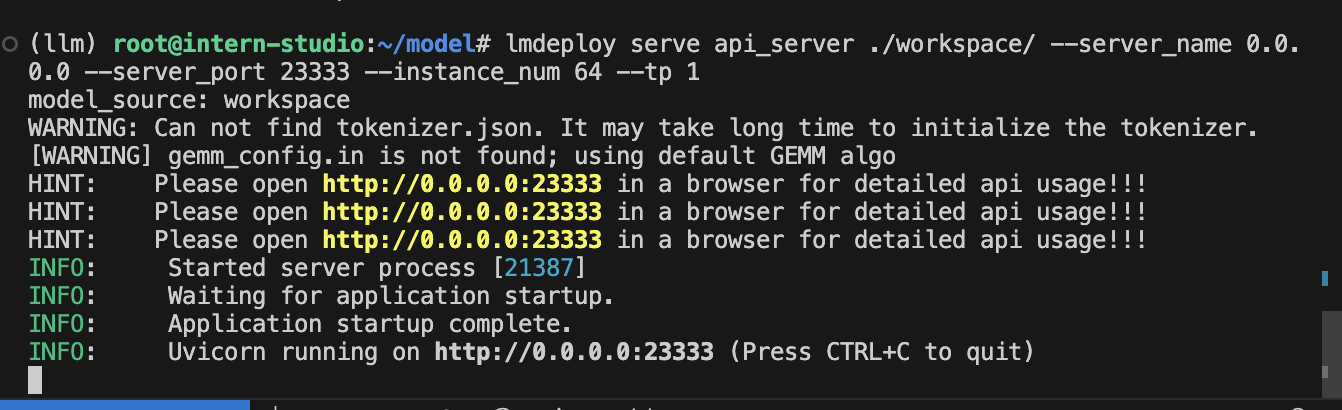 (llm) root@intern-studio:~/model# lmdeploy serve api_server ./workspace/ --server_name 0.0.
0.0 --server_port 23333 --instance_num 64 --tp 1
model_source: workspace
WARNING: Can not find tokenizer.json. It may take long time to initialize the tokenizer.
[WARNING] gemm_config.in is not found; using default GEMM algo
HINT:    Please open http://0.0.0.0:23333 in a browser for detailed api usage!!!
HINT:    Please open http://0.0.0.0:23333 in a browser for detailed api usage!!!
HINT:    Please open http://0.0.0.0:23333 in a browser for detailed api usage!!!
INFO:     Started server process [21387]
INFO:     Waiting for application startup.
INFO:     Application startup complete.
INFO:     Uvicorn running on http://0.0.0.0:23333 (Press CTRL+C to quit)